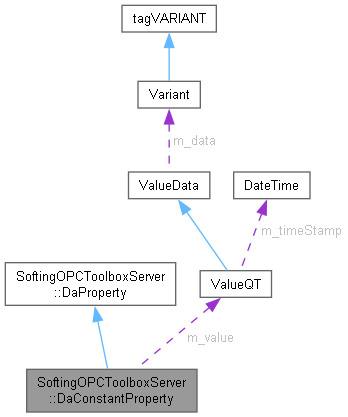 tagVARIANT
Variant
m_data
ValueData
DateTime
m_timeStamp
SoftingOPCToolboxServer
::DaProperty
ValueQT
m_value
SoftingOPCToolboxServer
::DaConstantProperty